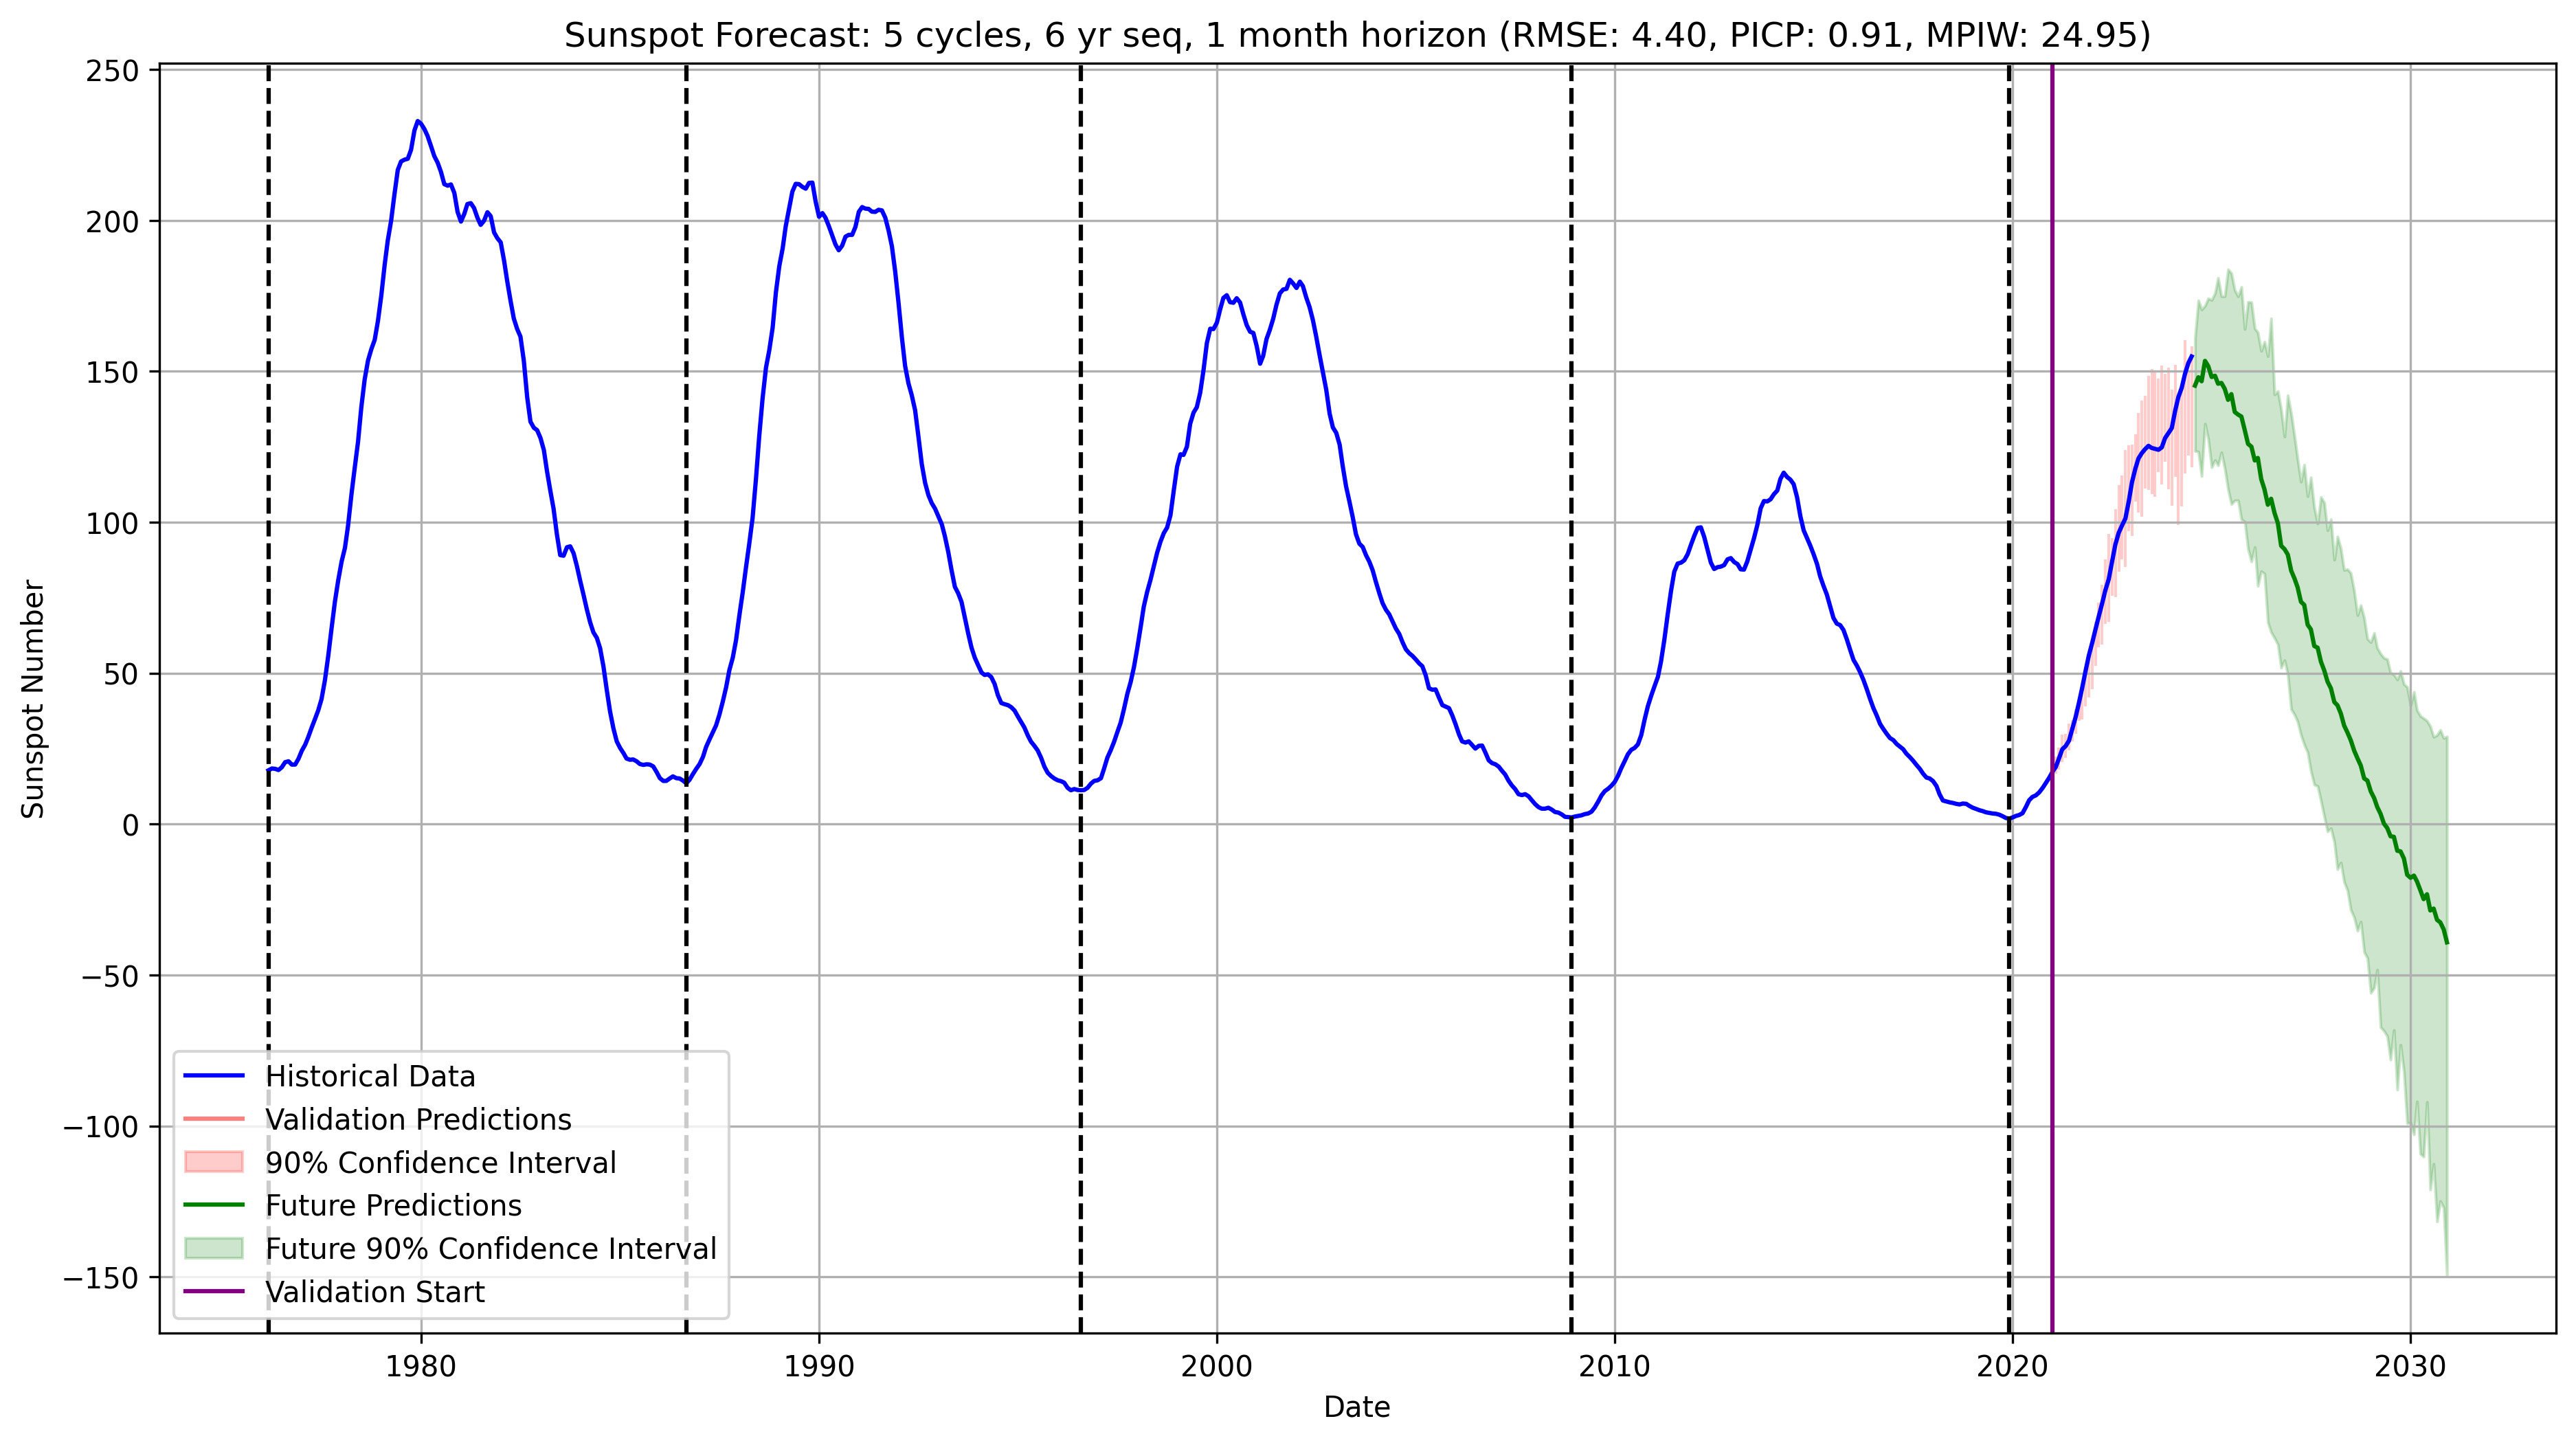 Sunspot Forecast: 5 cycles, 6 yr seq, 1 month horizon (RMSE: 4.40, PICP: 0.91, MPIW: 24.95)
250
200
150
100
50
0
−50
−100
−150
Sunspot Number
Historical Data
Validation Predictions
90% Confidence Interval
Future Predictions
Future 90% Confidence Interval
Validation Start
1980 1990 2000 2010 2020 2030
Date